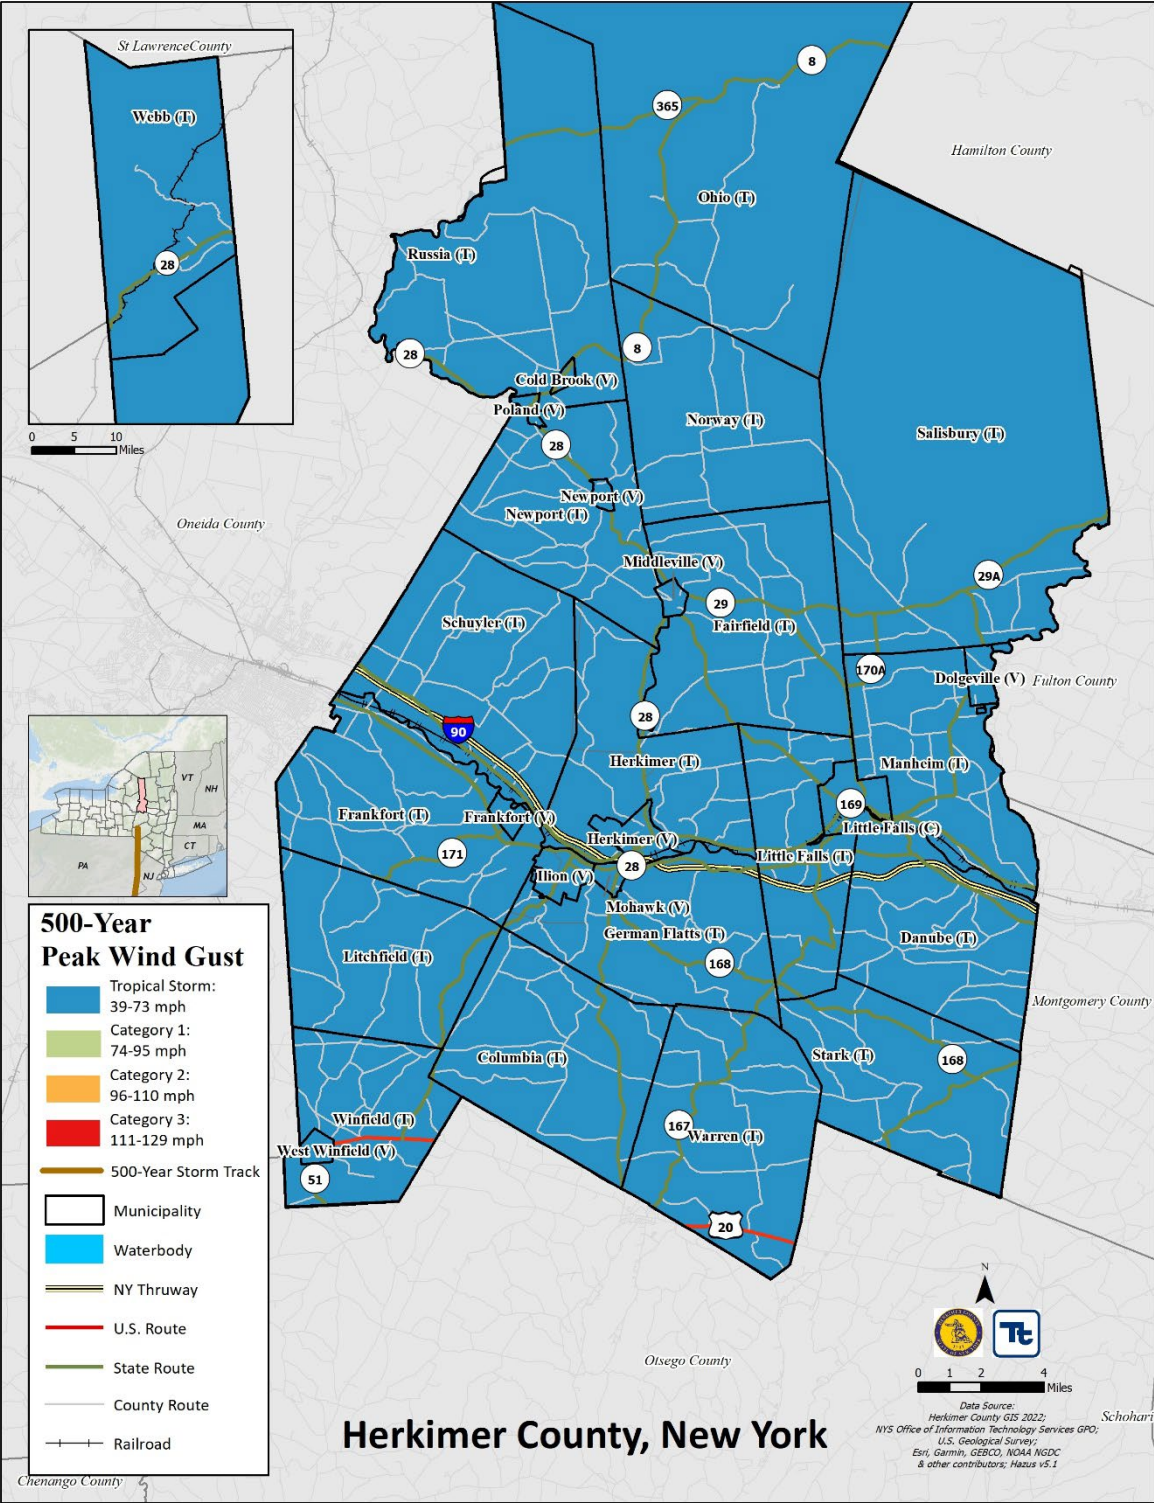 St LawrenceCounty
Webb (T)
28
0 5 10
Miles
8
365
Hamilton County
Ohio (T)
Russia (T)
28
8
Cold Brook (V)
Poland (V)
Norway (T)
Salisbury (T)
28
Newport (V)
Newport (T)
Oneida County
Middleville (V)
29A
29
Schuyler (T)
Fairfield (T)
170A
Dolgeville (V)
Fulton County
28
90
Herkimer (T)
Manheim (T)
169
Frankfort (T)
Frankfort (V)
Little Falls (C)
Herkimer (V)
171
Little Falls (T)
28
Ilion (V)
Mohawk (V)
German Flatts (T)
Danube (T)
Litchfield (T)
168
Montgomery County
Columbia (T)
Stark (T)
168
Winfield (T)
167
Warren (T)
West Winfield (V)
51
20
VT
NH
MA
CT
PA
NJ
500-Year
Peak Wind Gust
Tropical Storm:
39-73 mph
Category 1:
74-95 mph
Category 2:
96-110 mph
Category 3:
111-129 mph
500-Year Storm Track
Municipality
Waterbody
NY Thruway
U.S. Route
State Route
County Route
Railroad
Chenango County
Otsego County
N
Tt
0 1 2 4
Miles
Data Source:
Herkimer County GIS 2022;
NYS Office of Information Technology Services GPO;
U.S. Geological Survey;
Esri, Garmin, GEBCO, NOAA NGDC
& other contributors; Hazus v5.1
Schohari
Herkimer County, New York